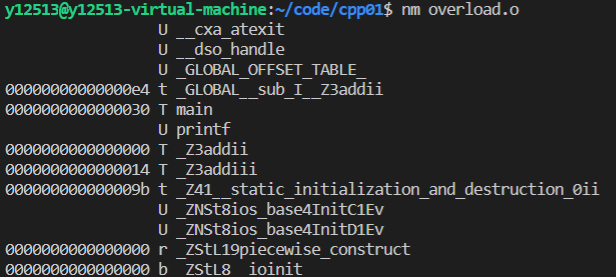 y12513@y12513-virtual-machine:~/code/cpp01$ nm overload.o
                 U __cxa_atexit
                 U __dso_handle
                 U _GLOBAL_OFFSET_TABLE_
00000000000000e4 t _GLOBAL__sub_I__Z3addii
0000000000000030 T main
                 U printf
0000000000000000 T _Z3addii
0000000000000014 T _Z3addiii
000000000000009b t _Z41__static_initialization_and_destruction_0ii
                 U _ZNSt8ios_base4InitC1Ev
                 U _ZNSt8ios_base4InitD1Ev
0000000000000000 r _ZStL19piecewise_construct
0000000000000000 b _ZStL8__ioinit